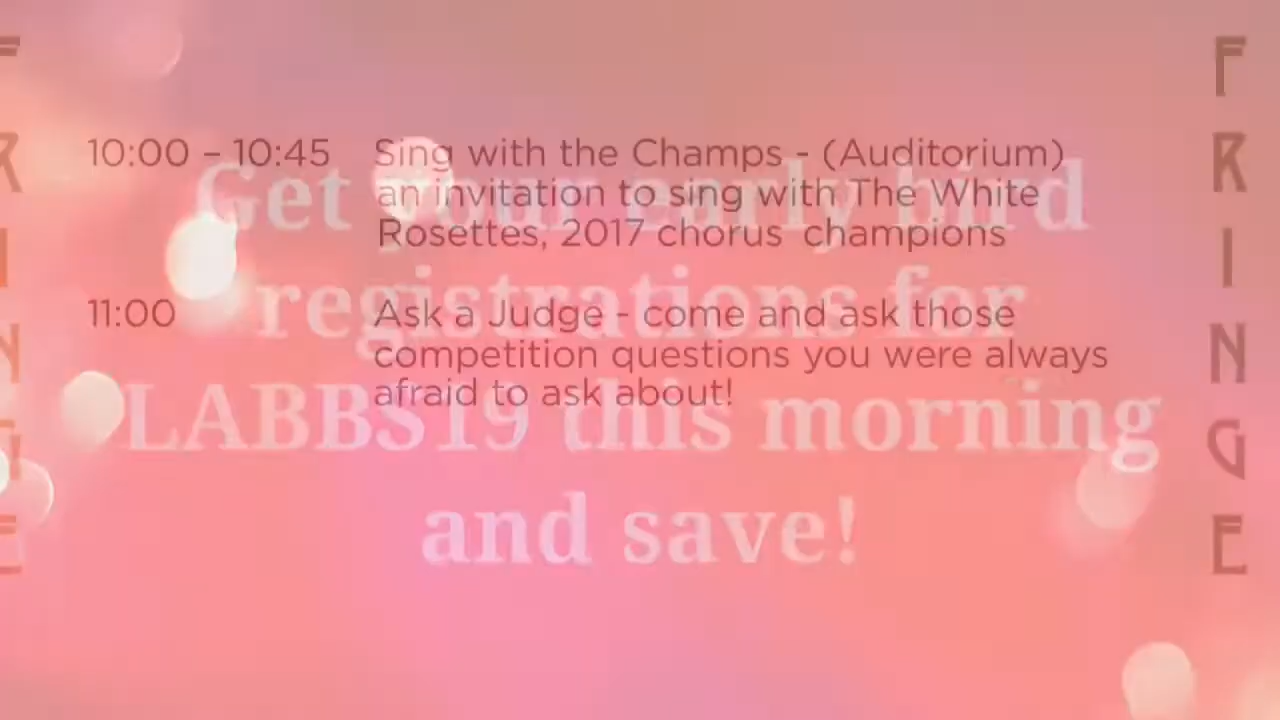 FRINGE
10:00 – 10:45 Sing with the Champs - (Auditorium)
an invitation to sing with The White
Rosettes, 2017 chorus champions
11:00 Ask a Judge - come and ask those
competition questions you were always
afraid to ask about!
Get your early bird
registrations for
LABBS19 this morning
and save!
FRINGE